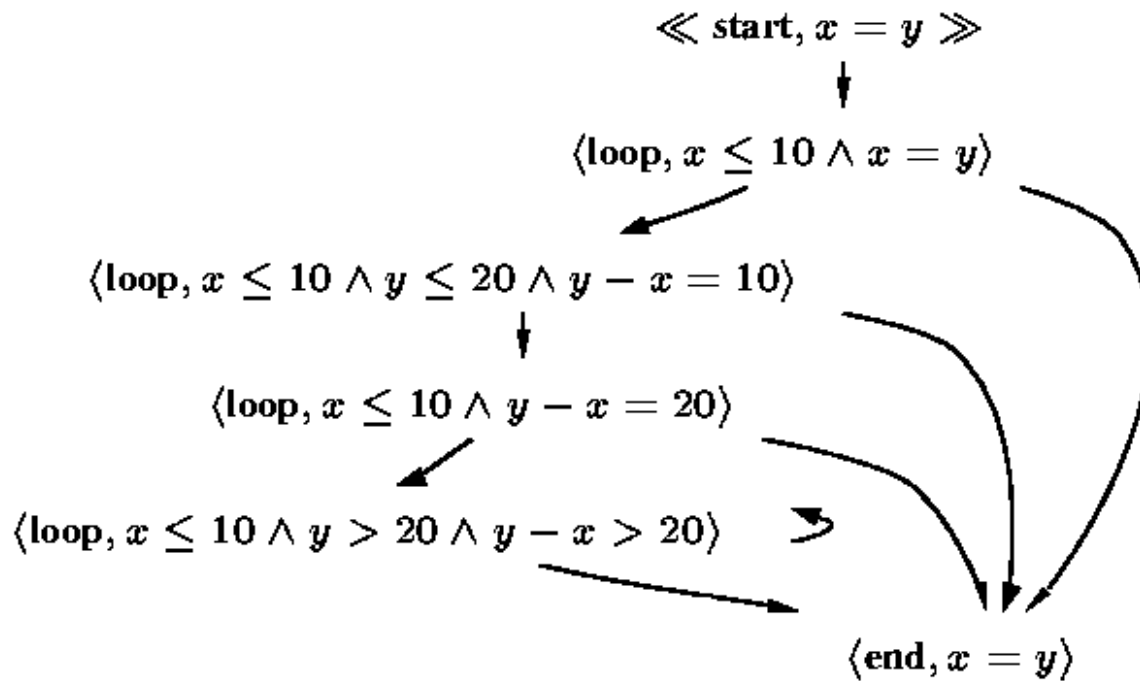 ≪ start, x = y ≫
⟨loop, x ≤ 10 ∧ x = y⟩
⟨loop, x ≤ 10 ∧ y ≤ 20 ∧ y − x = 10⟩
⟨loop, x ≤ 10 ∧ y − x = 20⟩
⟨loop, x ≤ 10 ∧ y > 20 ∧ y − x > 20⟩
⟨end, x = y⟩